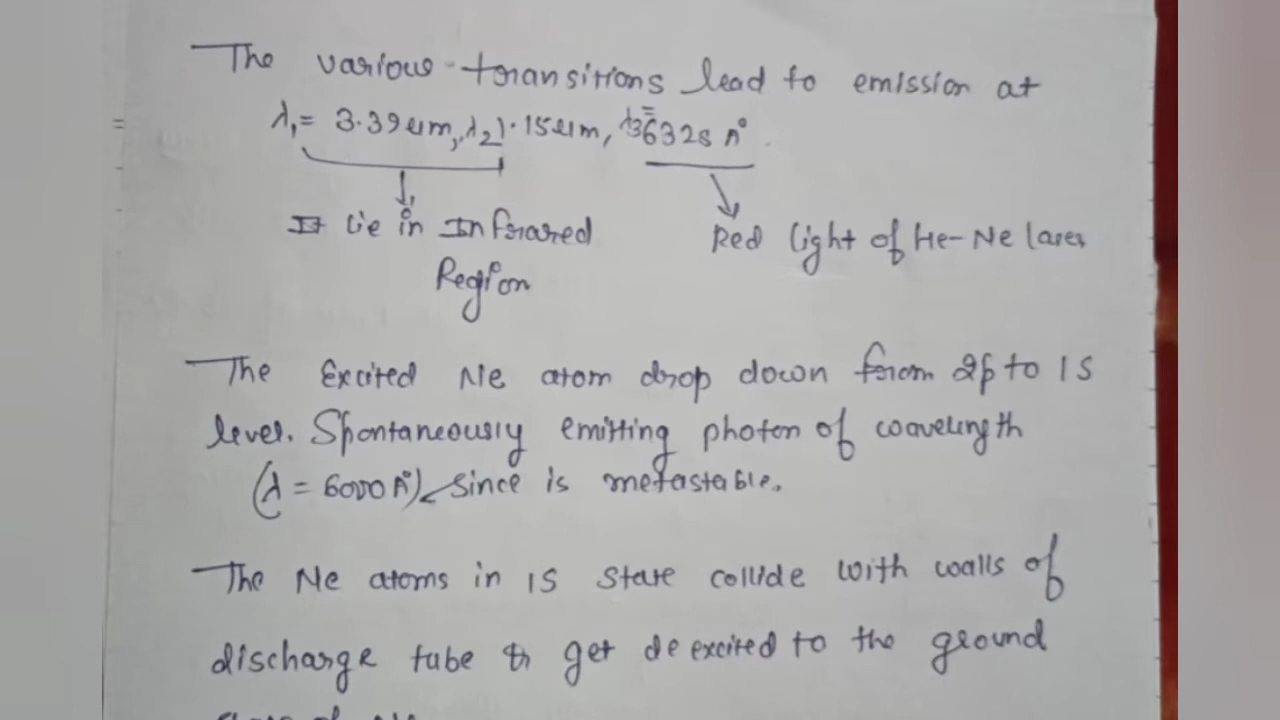 The various transitions lead to emission at
λ₁= 3.39 μm, λ₂ 1.15 μm, λ₃= 6328 A°
It lie in Infrared
Region
Red light of He-Ne laser
The Excited Ne atom drop down from 2p to 1S
level. Spontaneously emitting photon of wavelength
(λ = 6000 A°) since is metastable.
The Ne atoms in 1S state collide with walls of
discharge tube & get de excited to the ground